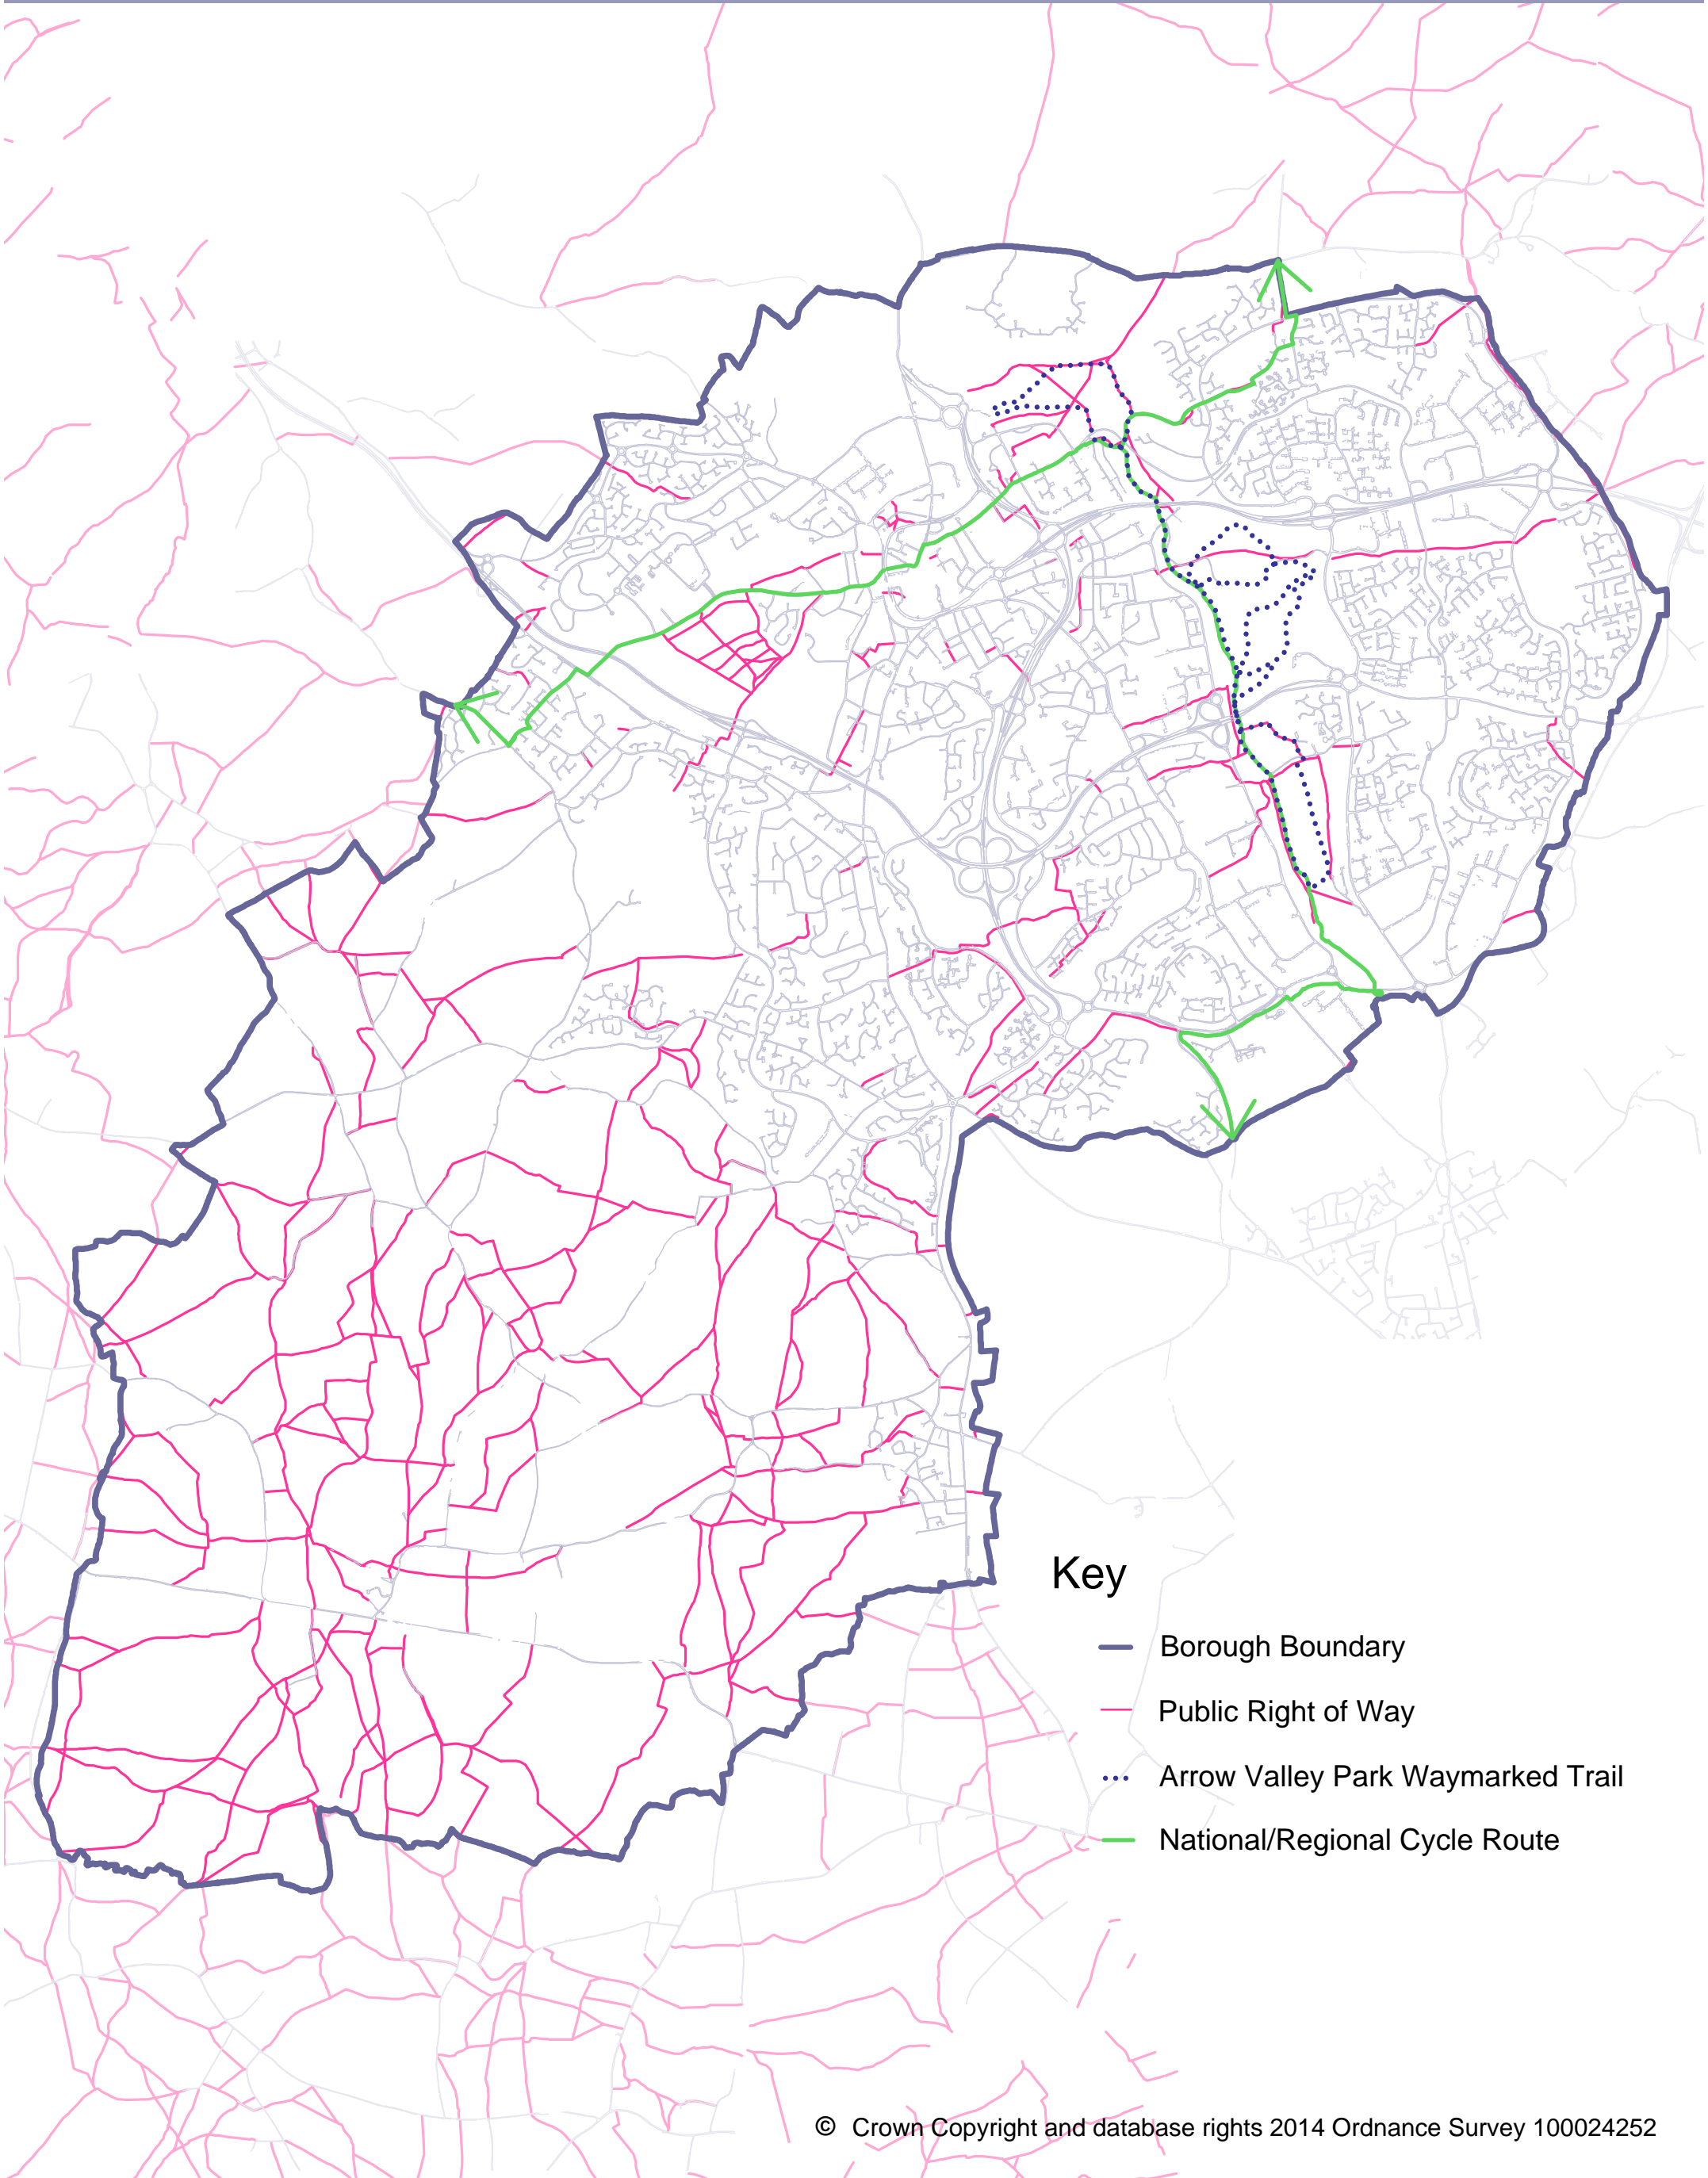 Key
Borough Boundary
Public Right of Way
Arrow Valley Park Waymarked Trail
National/Regional Cycle Route
© Crown Copyright and database rights 2014 Ordnance Survey 100024252